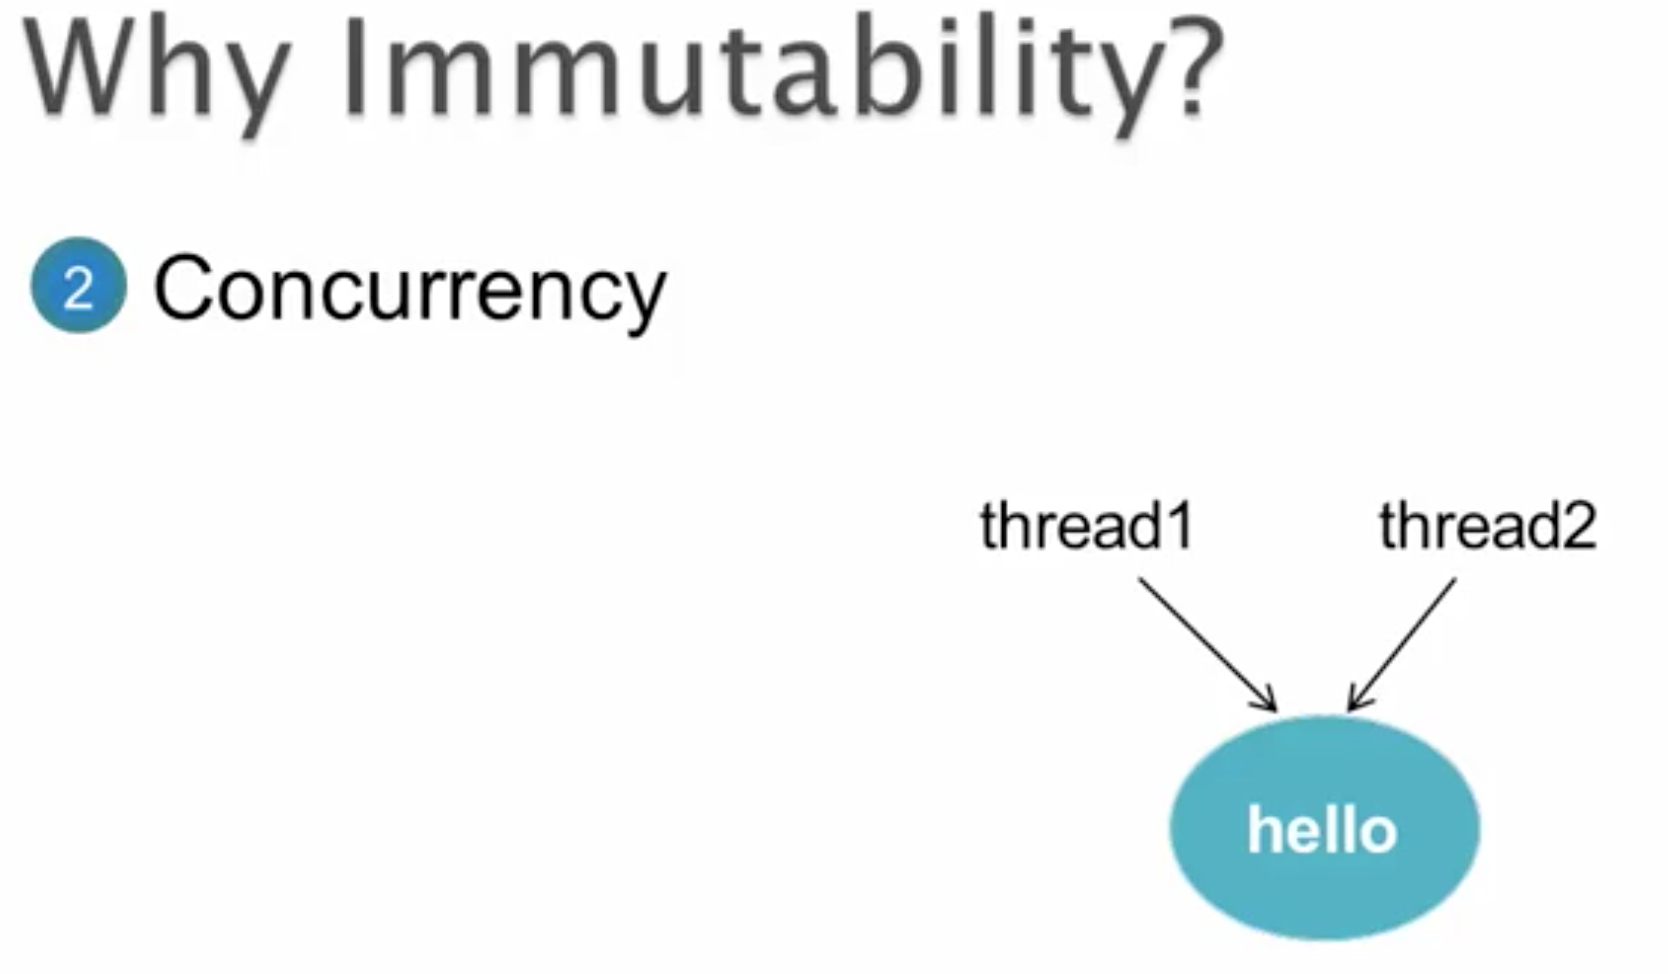 Why Immutability?
2 Concurrency
thread1 thread2
hello